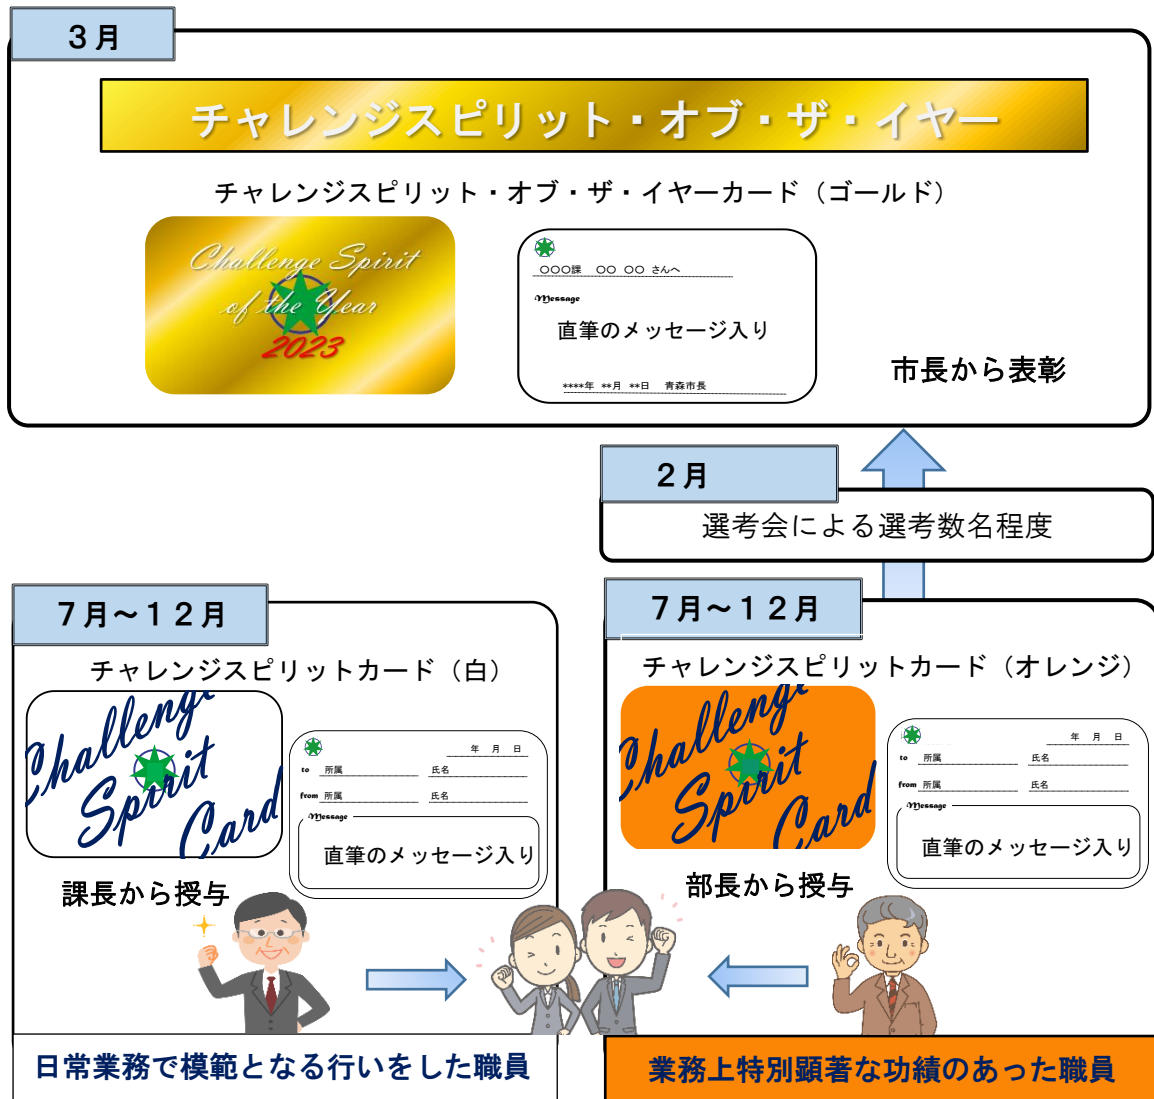 ３月
チャレンジスピリット・オブ・ザ・イヤー
チャレンジスピリット・オブ・ザ・イヤーカード（ゴールド）
Challenge Spirit
of the Year
2023
〇〇〇課　〇〇 〇〇 さんへ
Message
直筆のメッセージ入り
****年 **月 **日　青森市長
市長から表彰
２月
選考会による選考数名程度
７月～１２月
チャレンジスピリットカード（白）
Challenge
Spirit
Card
年　月　日
to 所属 氏名
from 所属 氏名
Message
直筆のメッセージ入り
課長から授与
日常業務で模範となる行いをした職員
７月～１２月
チャレンジスピリットカード（オレンジ）
Challenge
Spirit
Card
年　月　日
to 所属 氏名
from 所属 氏名
Message
直筆のメッセージ入り
部長から授与
業務上特別顕著な功績のあった職員